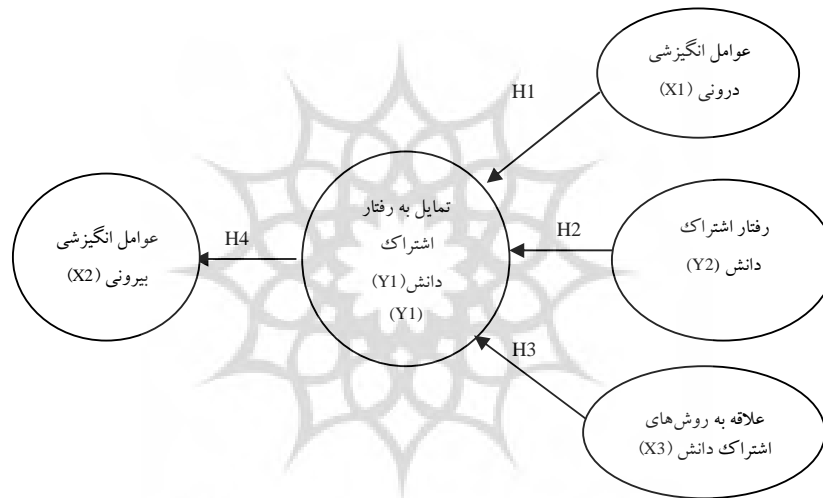 عوامل انگیزشی
درونی (X1)
H1
تمایل به رفتار
اشتراک
دانش(Y1)
(Y1)
رفتار اشتراک
دانش (Y2)
H2
عوامل انگیزشی
بیرونی (X2)
H4
H3
علاقه به روش‌های
اشتراک دانش (X3)